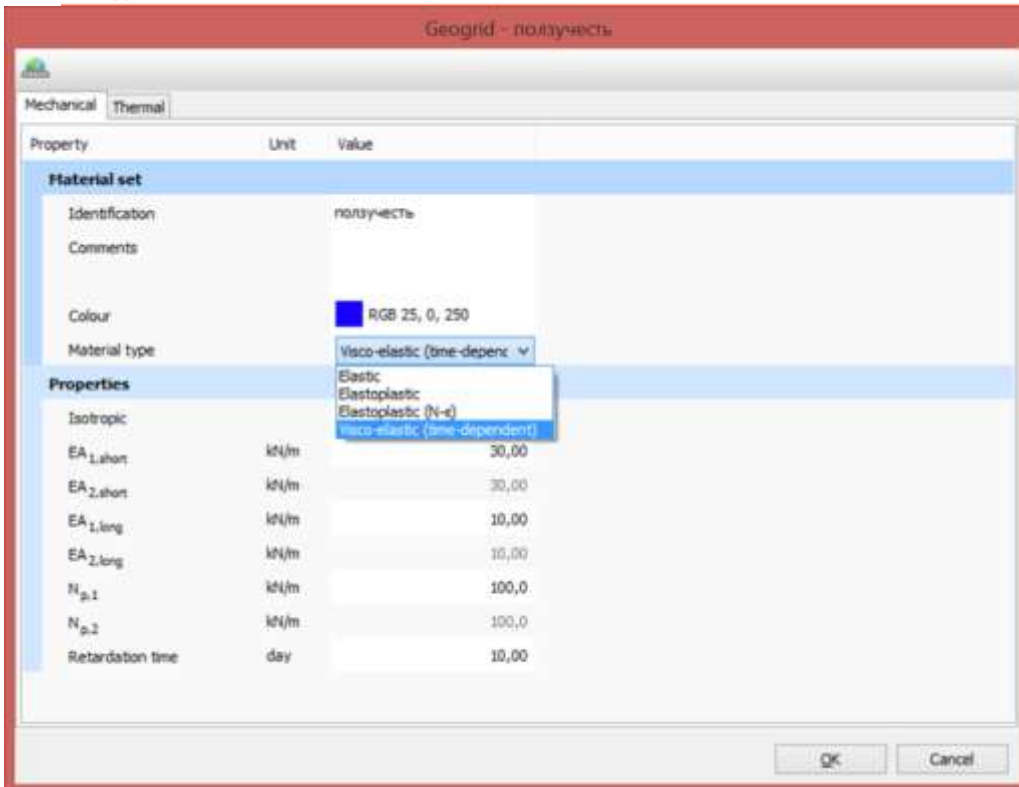 Geogrid - ползучесть
Mechanical Thermal
Property Unit Value
Material set
Identification ползучесть
Comments
Colour RGB 25, 0, 250
Material type Visco-elastic (time-depenc
Elastic
Properties
Elastoplastic
Elastoplastic (N-ε)
Isotropic
Visco-elastic (time-dependent)
EA1,short kN/m 30,00
EA2,short kN/m 30,00
EA1,long kN/m 10,00
EA2,long kN/m 10,00
Np,1 kN/m 100,0
Np,2 kN/m 100,0
Retardation time day 10,00
OK Cancel